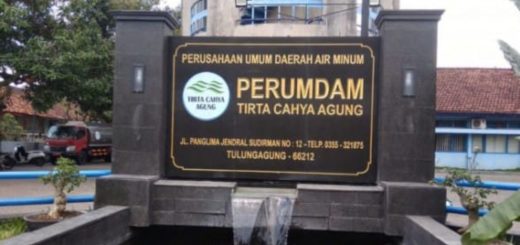 PERUSAHAAN UMUM DAERAH AIR MINUM
TIRTA CAHYA
AGUNG
PERUMDAM
TIRTA CAHYA AGUNG
JL. PANGLIMA JENDRAL SUDIRMAN NO : 12 - TELP. 0355 - 321675
TULUNGAGUNG - 66212